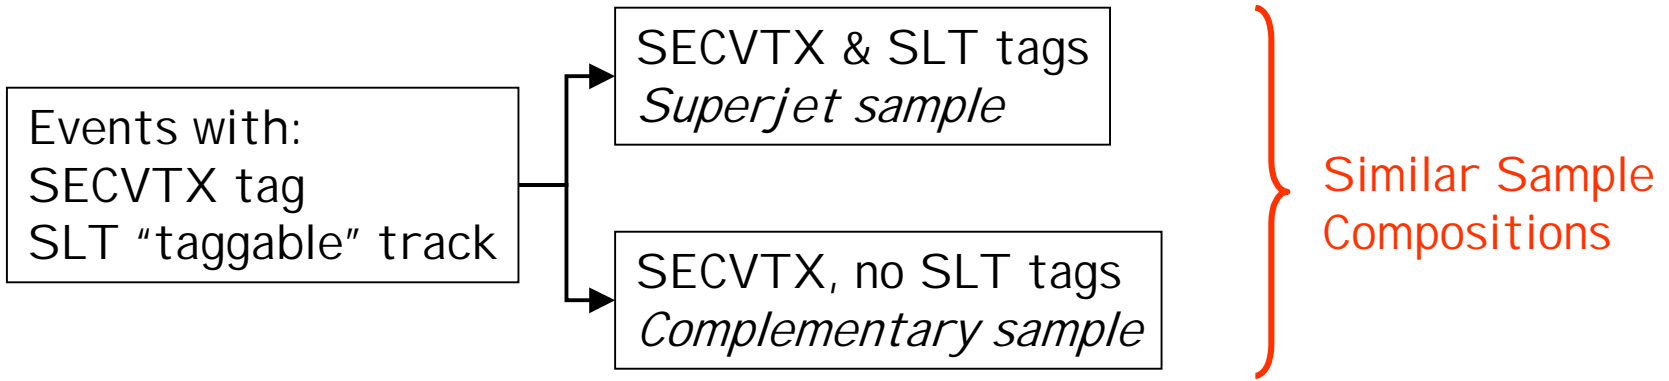 Events with:
SECVTX tag
SLT “taggable” track
SECVTX & SLT tags
Superjet sample
SECVTX, no SLT tags
Complementary sample
Similar Sample
Compositions